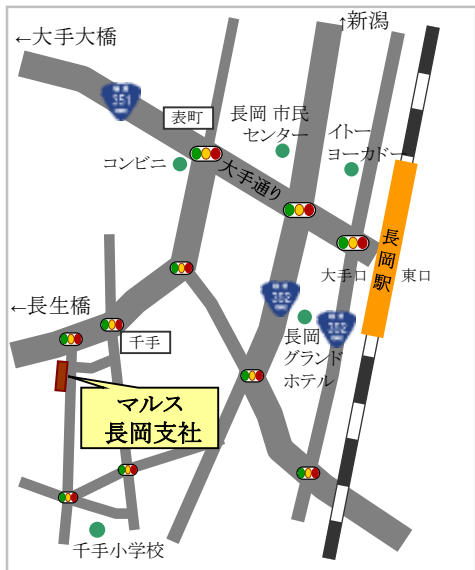 ←大手大橋
↑新潟
351
表町
長岡 市民
センター
イトー
ヨーカドー
コンビニ
大手通り
長岡駅
大手口
東口
←長生橋
352
352
千手
長岡
グランド
ホテル
マルス
長岡支社
千手小学校